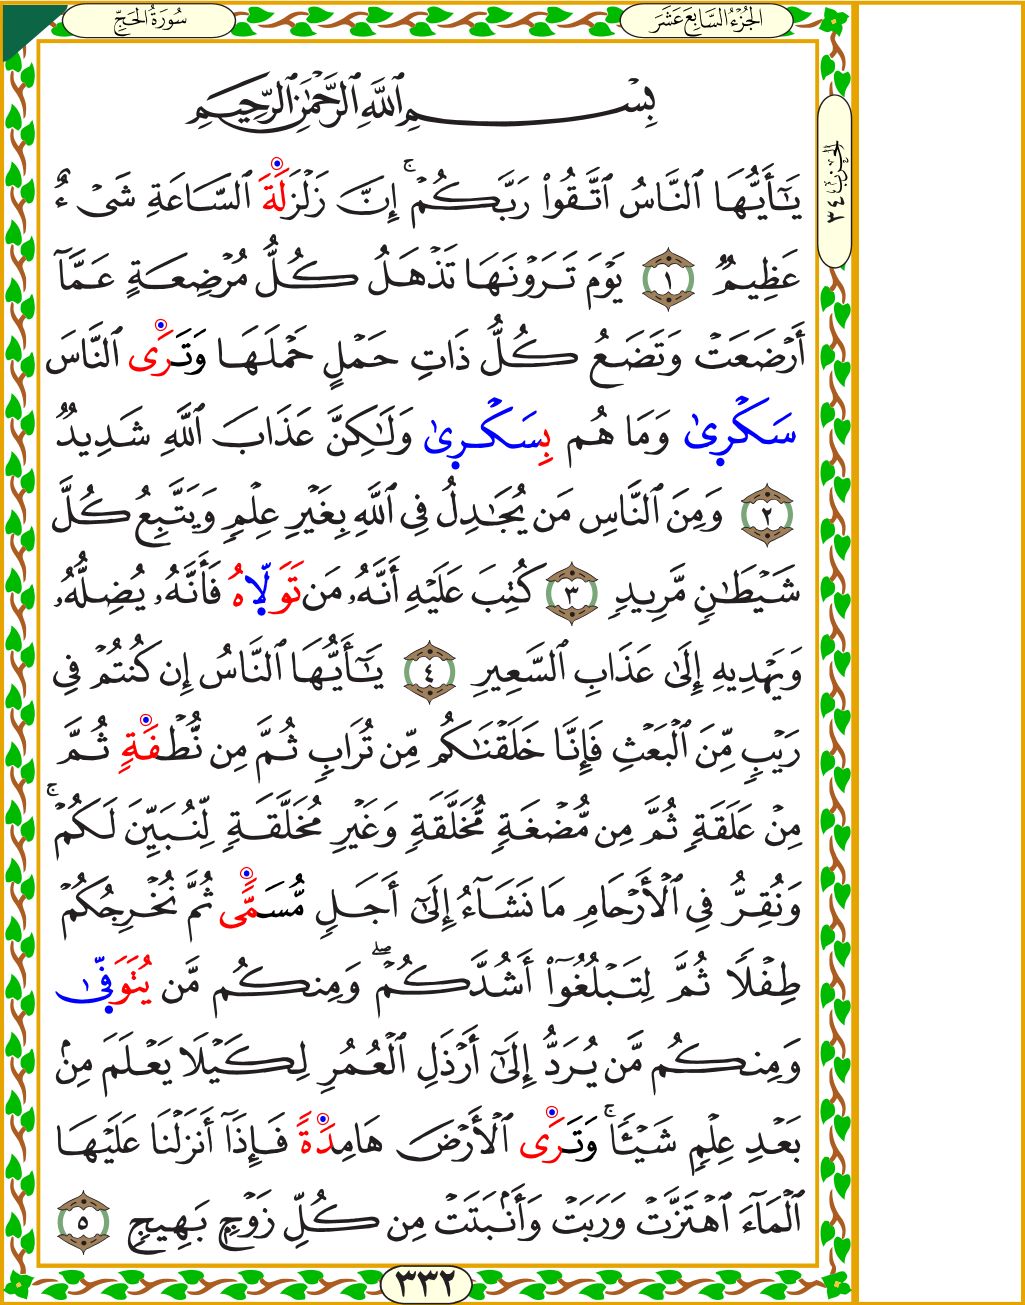 سُورَةُ الحَجِّ
الجُزْءُ السَّابِعَ عَشَرَ
الحِزْبُ ٣٤
بِسْمِ ٱللَّهِ ٱلرَّحْمَٰنِ ٱلرَّحِيمِ
يَٰٓأَيُّهَا ٱلنَّاسُ ٱتَّقُوا۟ رَبَّكُمْ ۚ إِنَّ زَلْزَلَةَ ٱلسَّاعَةِ شَىْءٌ
عَظِيمٌ ١ يَوْمَ تَرَوْنَهَا تَذْهَلُ كُلُّ مُرْضِعَةٍ عَمَّآ
أَرْضَعَتْ وَتَضَعُ كُلُّ ذَاتِ حَمْلٍ حَمْلَهَا وَتَرَى ٱلنَّاسَ
سَكْرِىٰ وَمَا هُم بِسَكْرِىٰ وَلَٰكِنَّ عَذَابَ ٱللَّهِ شَدِيدٌ
٢ وَمِنَ ٱلنَّاسِ مَن يُجَٰدِلُ فِى ٱللَّهِ بِغَيْرِ عِلْمٍ وَيَتَّبِعُ كُلَّ
شَيْطَٰنٍ مَّرِيدٍ ٣ كُتِبَ عَلَيْهِ أَنَّهُۥ مَن تَوَلَّاهُ فَأَنَّهُۥ يُضِلُّهُۥ
وَيَهْدِيهِ إِلَىٰ عَذَابِ ٱلسَّعِيرِ ٤ يَٰٓأَيُّهَا ٱلنَّاسُ إِن كُنتُمْ فِى
رَيْبٍ مِّنَ ٱلْبَعْثِ فَإِنَّا خَلَقْنَٰكُم مِّن تُرَابٍ ثُمَّ مِن نُّطْفَةٍ ثُمَّ
مِنْ عَلَقَةٍ ثُمَّ مِن مُّضْغَةٍ مُّخَلَّقَةٍ وَغَيْرِ مُخَلَّقَةٍ لِّنُبَيِّنَ لَكُمْ ۚ
وَنُقِرُّ فِى ٱلْأَرْحَامِ مَا نَشَآءُ إِلَىٰٓ أَجَلٍ مُّسَمًّى ثُمَّ نُخْرِجُكُمْ
طِفْلًا ثُمَّ لِتَبْلُغُوٓا۟ أَشُدَّكُمْ ۖ وَمِنكُم مَّن يُتَوَفِّىٰ
وَمِنكُم مَّن يُرَدُّ إِلَىٰٓ أَرْذَلِ ٱلْعُمُرِ لِكَيْلَا يَعْلَمَ مِنۢ
بَعْدِ عِلْمٍ شَيْـًٔا ۚ وَتَرَى ٱلْأَرْضَ هَامِدَةً فَإِذَآ أَنزَلْنَا عَلَيْهَا
ٱلْمَآءَ ٱهْتَزَّتْ وَرَبَتْ وَأَنۢبَتَتْ مِن كُلِّ زَوْجٍۭ بَهِيجٍ ٥
٣٣٢